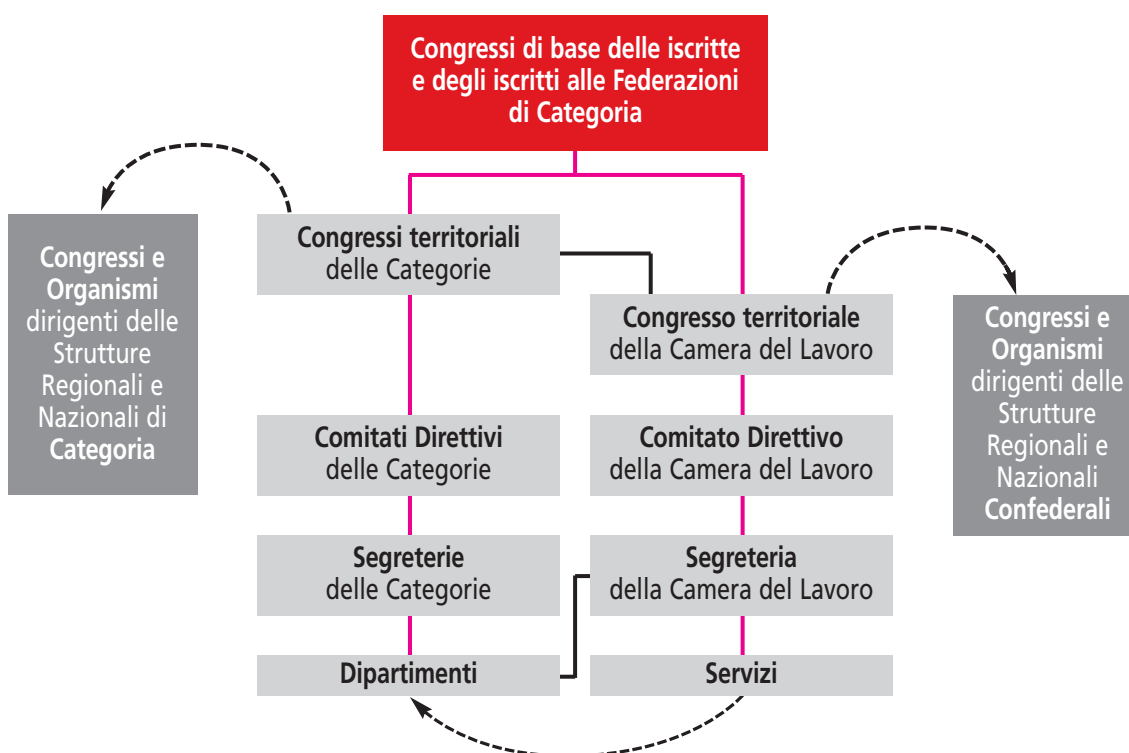 Congressi di base delle iscritte
e degli iscritti alle Federazioni
di Categoria
Congressi e
Organismi
dirigenti delle
Strutture
Regionali e
Nazionali di
Categoria
Congressi territoriali
delle Categorie
Congresso territoriale
della Camera del Lavoro
Congressi e
Organismi
dirigenti delle
Strutture
Regionali e
Nazionali
Confederali
Comitati Direttivi
delle Categorie
Comitato Direttivo
della Camera del Lavoro
Segreterie
delle Categorie
Segreteria
della Camera del Lavoro
Dipartimenti
Servizi